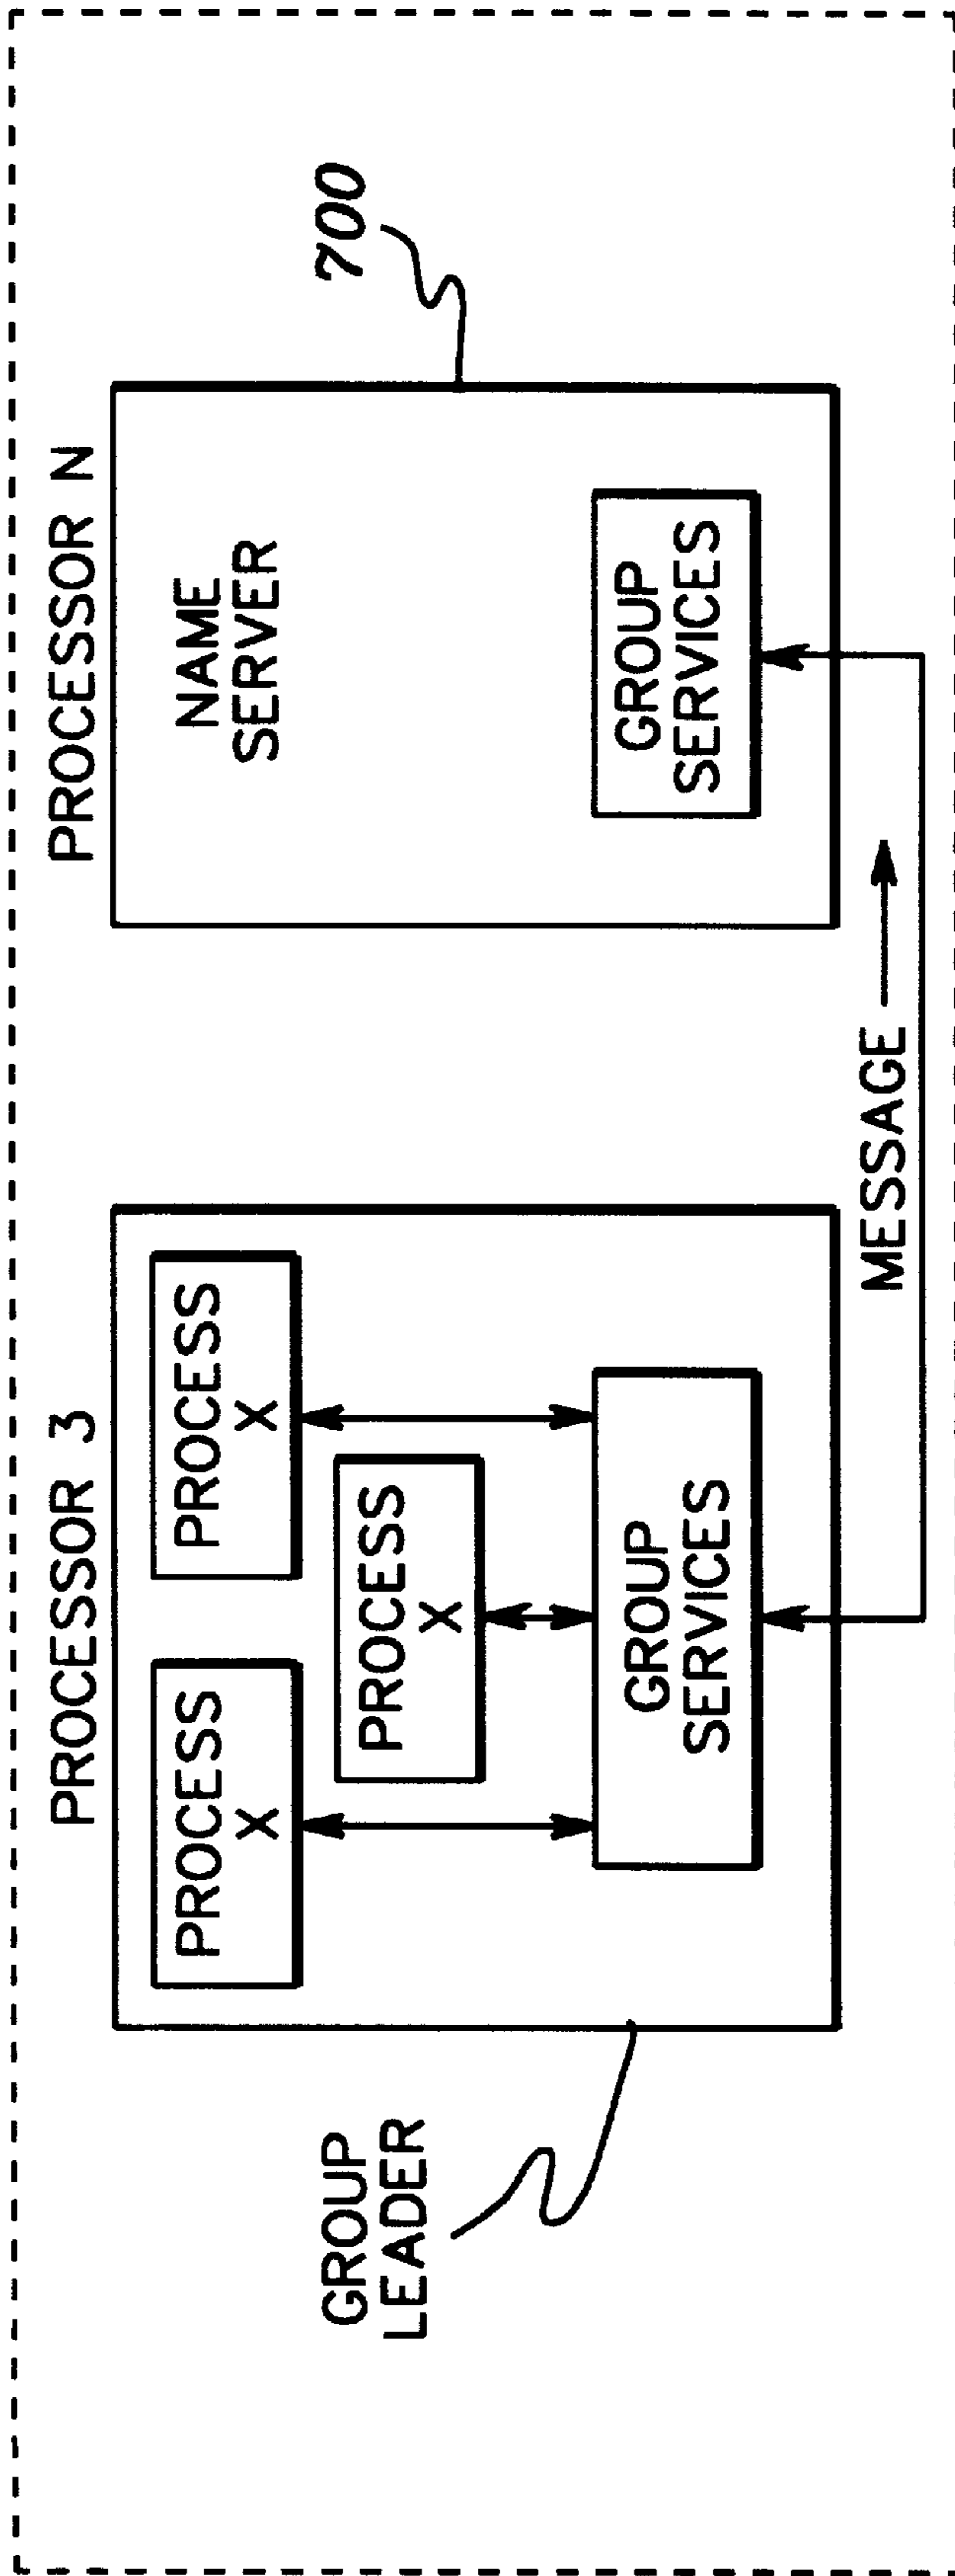 PROCESSOR 3
PROCESS
X
PROCESS
X
PROCESS
X
GROUP
SERVICES
GROUP
LEADER
MESSAGE
PROCESSOR N
NAME
SERVER
GROUP
SERVICES
700